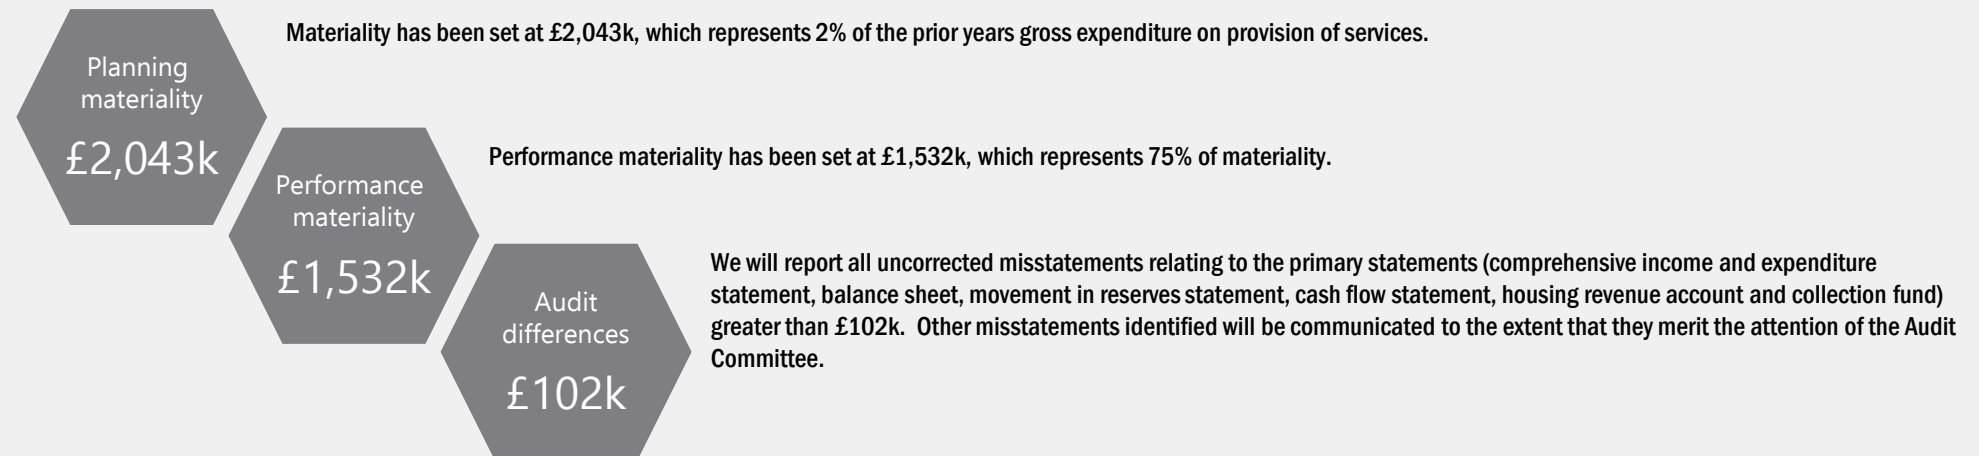 Planning
materiality
£2,043k
Materiality has been set at £2,043k, which represents 2% of the prior years gross expenditure on provision of services.
Performance
materiality
£1,532k
Performance materiality has been set at £1,532k, which represents 75% of materiality.
Audit
differences
£102k
We will report all uncorrected misstatements relating to the primary statements (comprehensive income and expenditure
statement, balance sheet, movement in reserves statement, cash flow statement, housing revenue account and collection fund)
greater than £102k.  Other misstatements identified will be communicated to the extent that they merit the attention of the Audit
Committee.